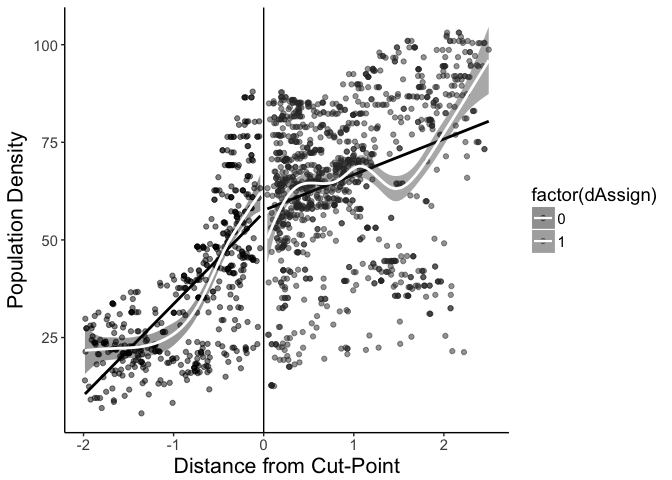 100
75
50
25
Population Density
-2 -1 0 1 2
Distance from Cut-Point
factor(dAssign)
0
1